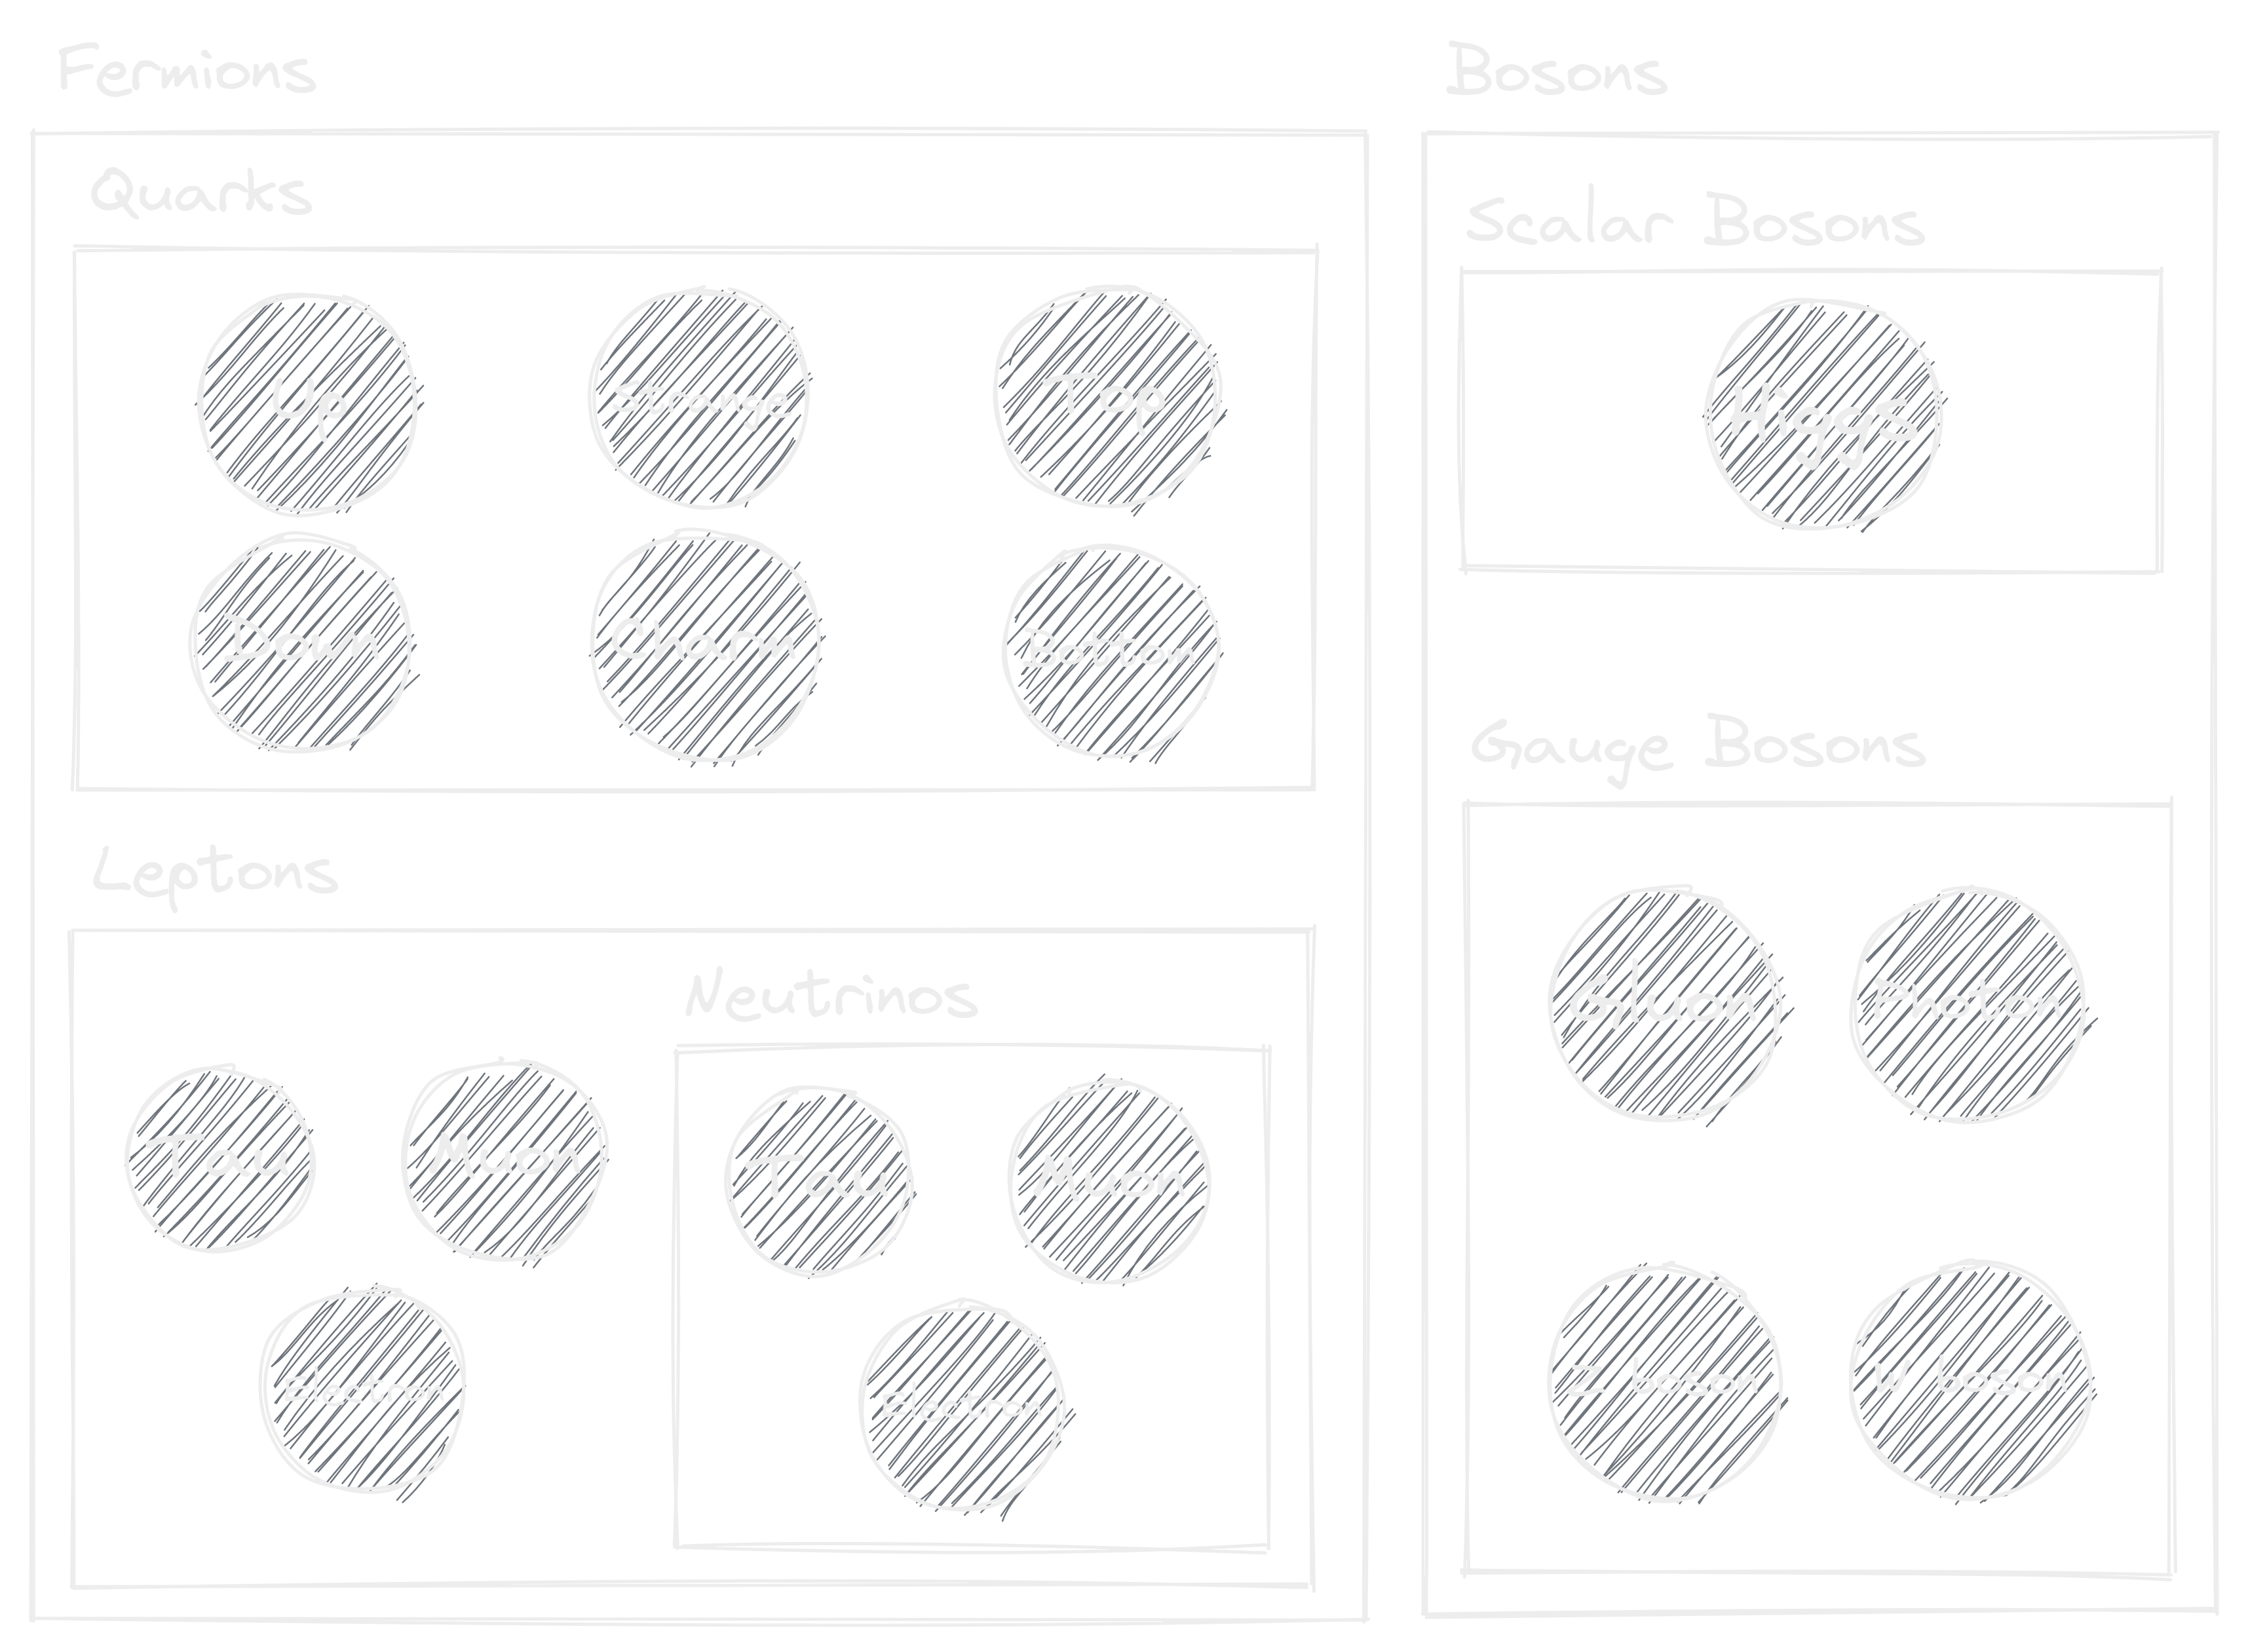 Fermions
Quarks
Up
Strange
Top
Down
Charm
Bottom
Leptons
Tau
Muon
Electron
Neutrinos
Tau
Muon
Electron
Bosons
Scalar Bosons
Higgs
Gauge Bosons
Gluon
Photon
Z boson
W boson